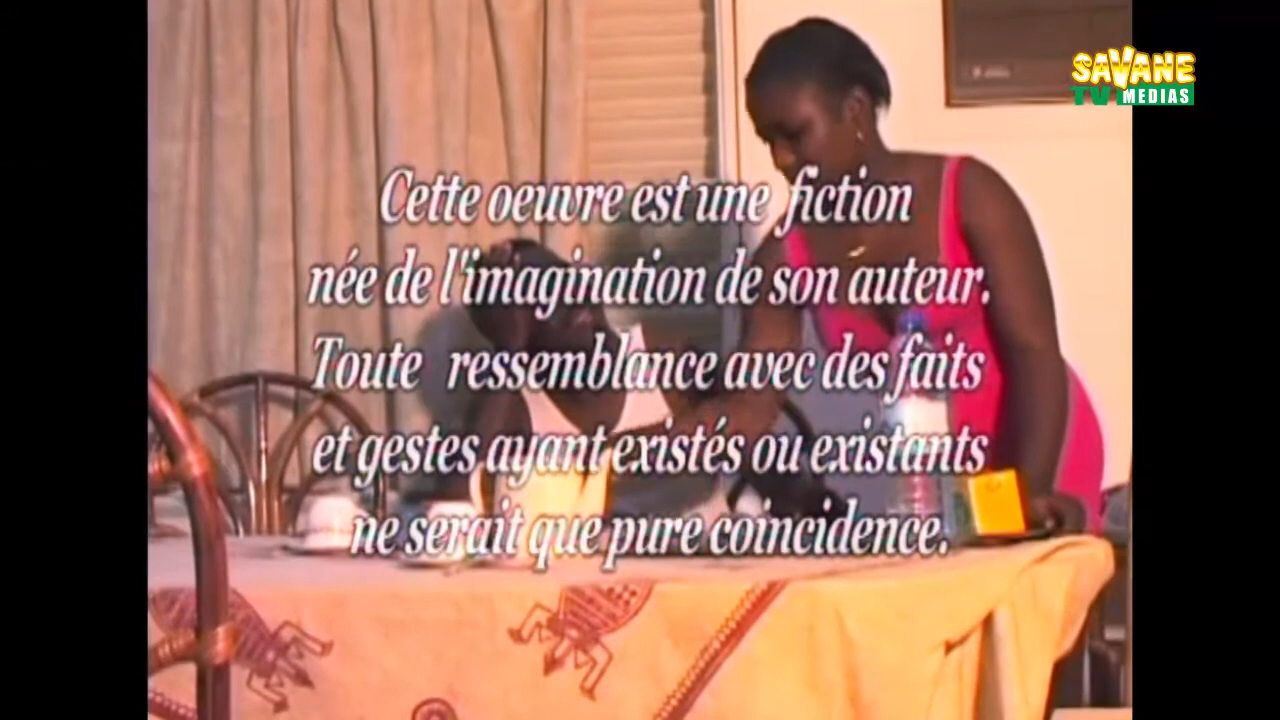 SAVANE
TV MEDIAS
Cette oeuvre est une fiction
née de l'imagination de son auteur.
Toute ressemblance avec des faits
et gestes ayant existés ou existants
ne serait que pure coincidence.